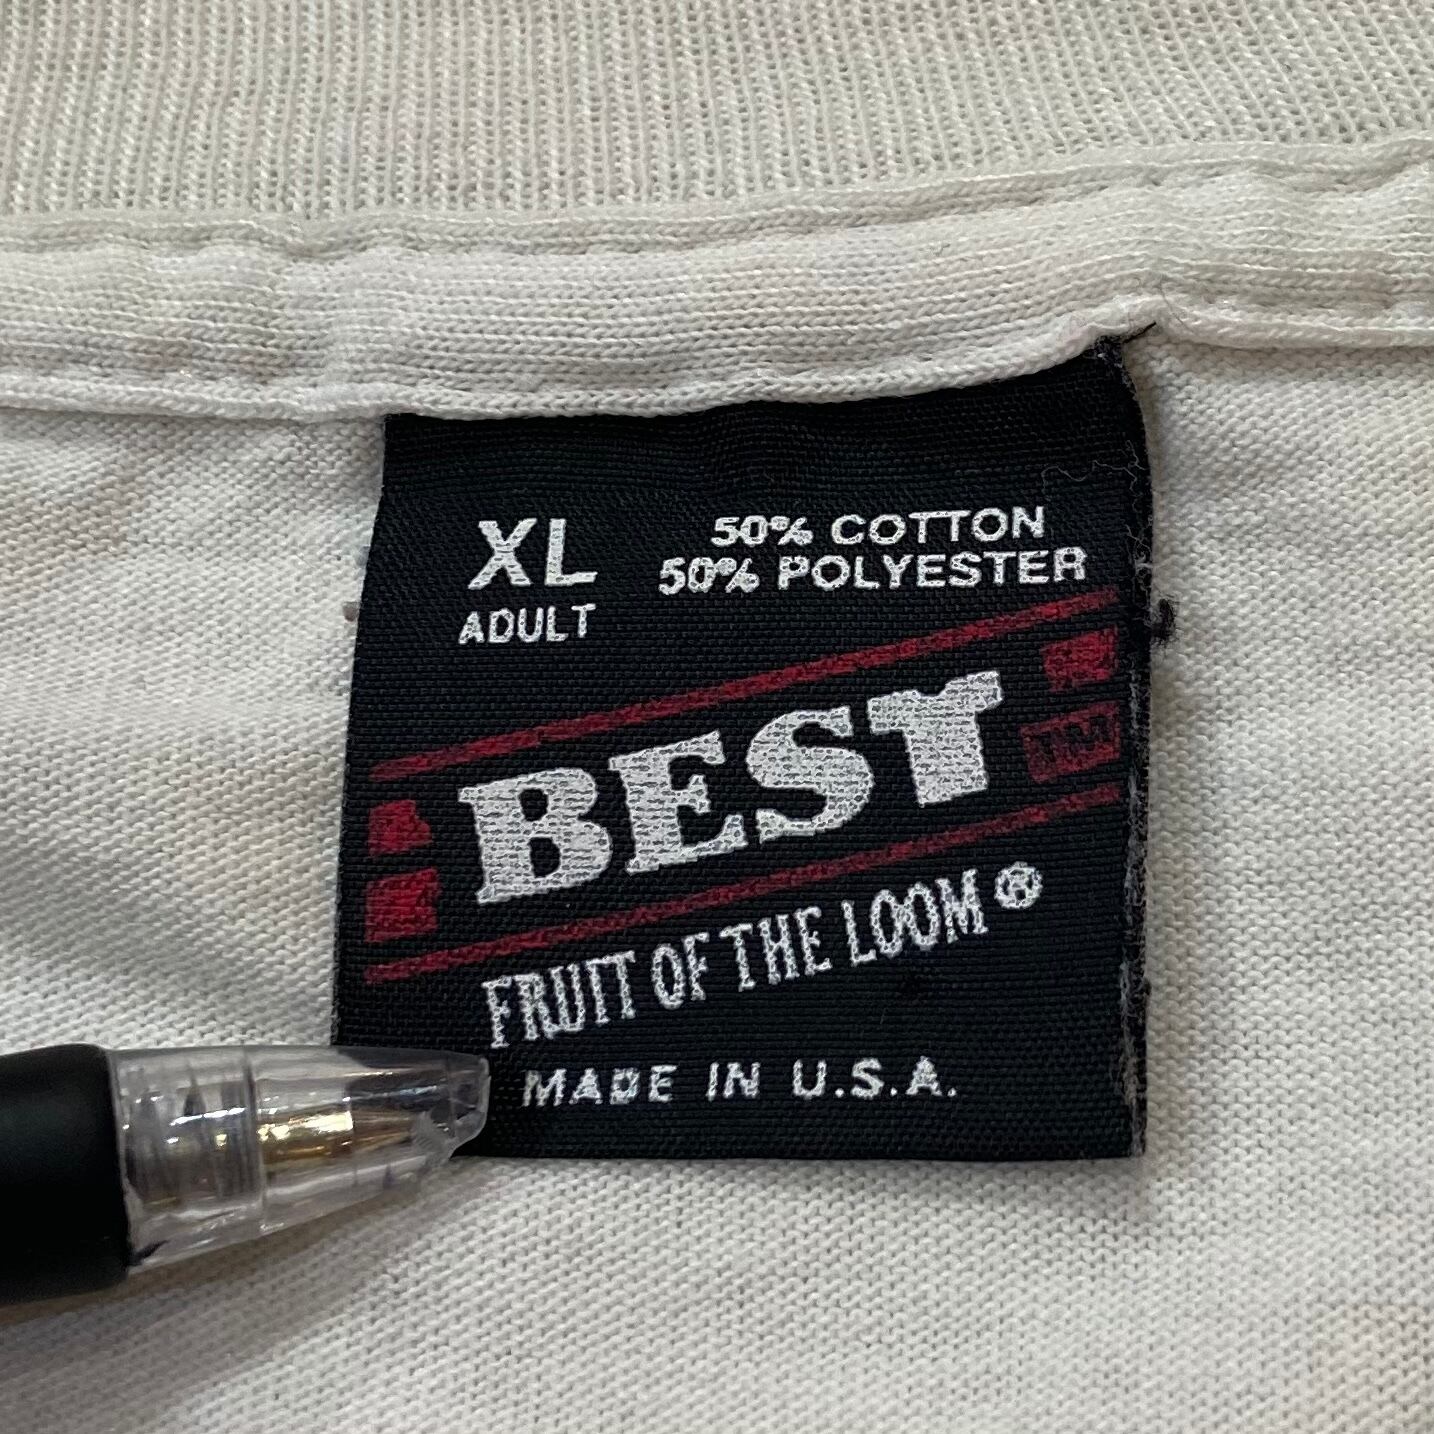 XL
ADULT
50% COTTON
50% POLYESTER
BEST
TM
FRUIT OF THE LOOM ®
MADE IN U.S.A.